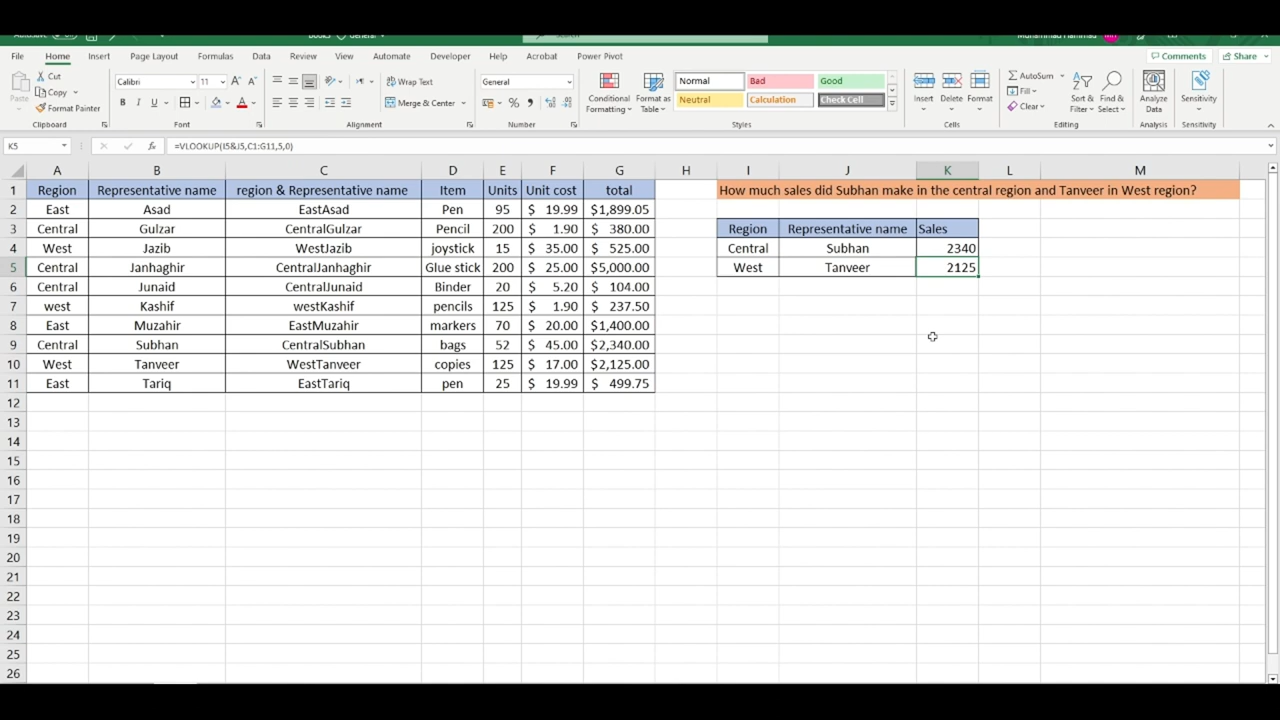 General
Muhammad Hammad
File Home Insert Page Layout Formulas Data Review View Automate Developer Help Acrobat Power Pivot Comments Share
Paste
Cut
Copy
Format Painter
Clipboard
Calibri 11
B I U
Font
Wrap Text
Merge & Center
Alignment
General
Number
Conditional Formatting
Format as Table
Normal Bad Good
Neutral Calculation Check Cell
Styles
Insert Delete Format
Cells
AutoSum
Fill
Clear
Sort & Filter
Find & Select
Editing
Analyze Data
Analysis
Sensitivity
Sensitivity
K5 fx =VLOOKUP(I5&J5,C1:G11,5,0)
A B C D E F G H I J K L M
1 Region Representative name region & Representative name Item Units Unit cost total How much sales did Subhan make in the central region and Tanveer in West region?
2 East Asad EastAsad Pen 95 $ 19.99 $1,899.05
3 Central Gulzar CentralGulzar Pencil 200 $ 1.90 $ 380.00 Region Representative name Sales
4 West Jazib WestJazib joystick 15 $ 35.00 $ 525.00 Central Subhan 2340
5 Central Janhaghir CentralJanhaghir Glue stick 200 $ 25.00 $5,000.00 West Tanveer 2125
6 Central Junaid CentralJunaid Binder 20 $ 5.20 $ 104.00
7 west Kashif westKashif pencils 125 $ 1.90 $ 237.50
8 East Muzahir EastMuzahir markers 70 $ 20.00 $1,400.00
9 Central Subhan CentralSubhan bags 52 $ 45.00 $2,340.00
10 West Tanveer WestTanveer copies 125 $ 17.00 $2,125.00
11 East Tariq EastTariq pen 25 $ 19.99 $ 499.75
12
13
14
15
16
17
18
19
20
21
22
23
24
25
26